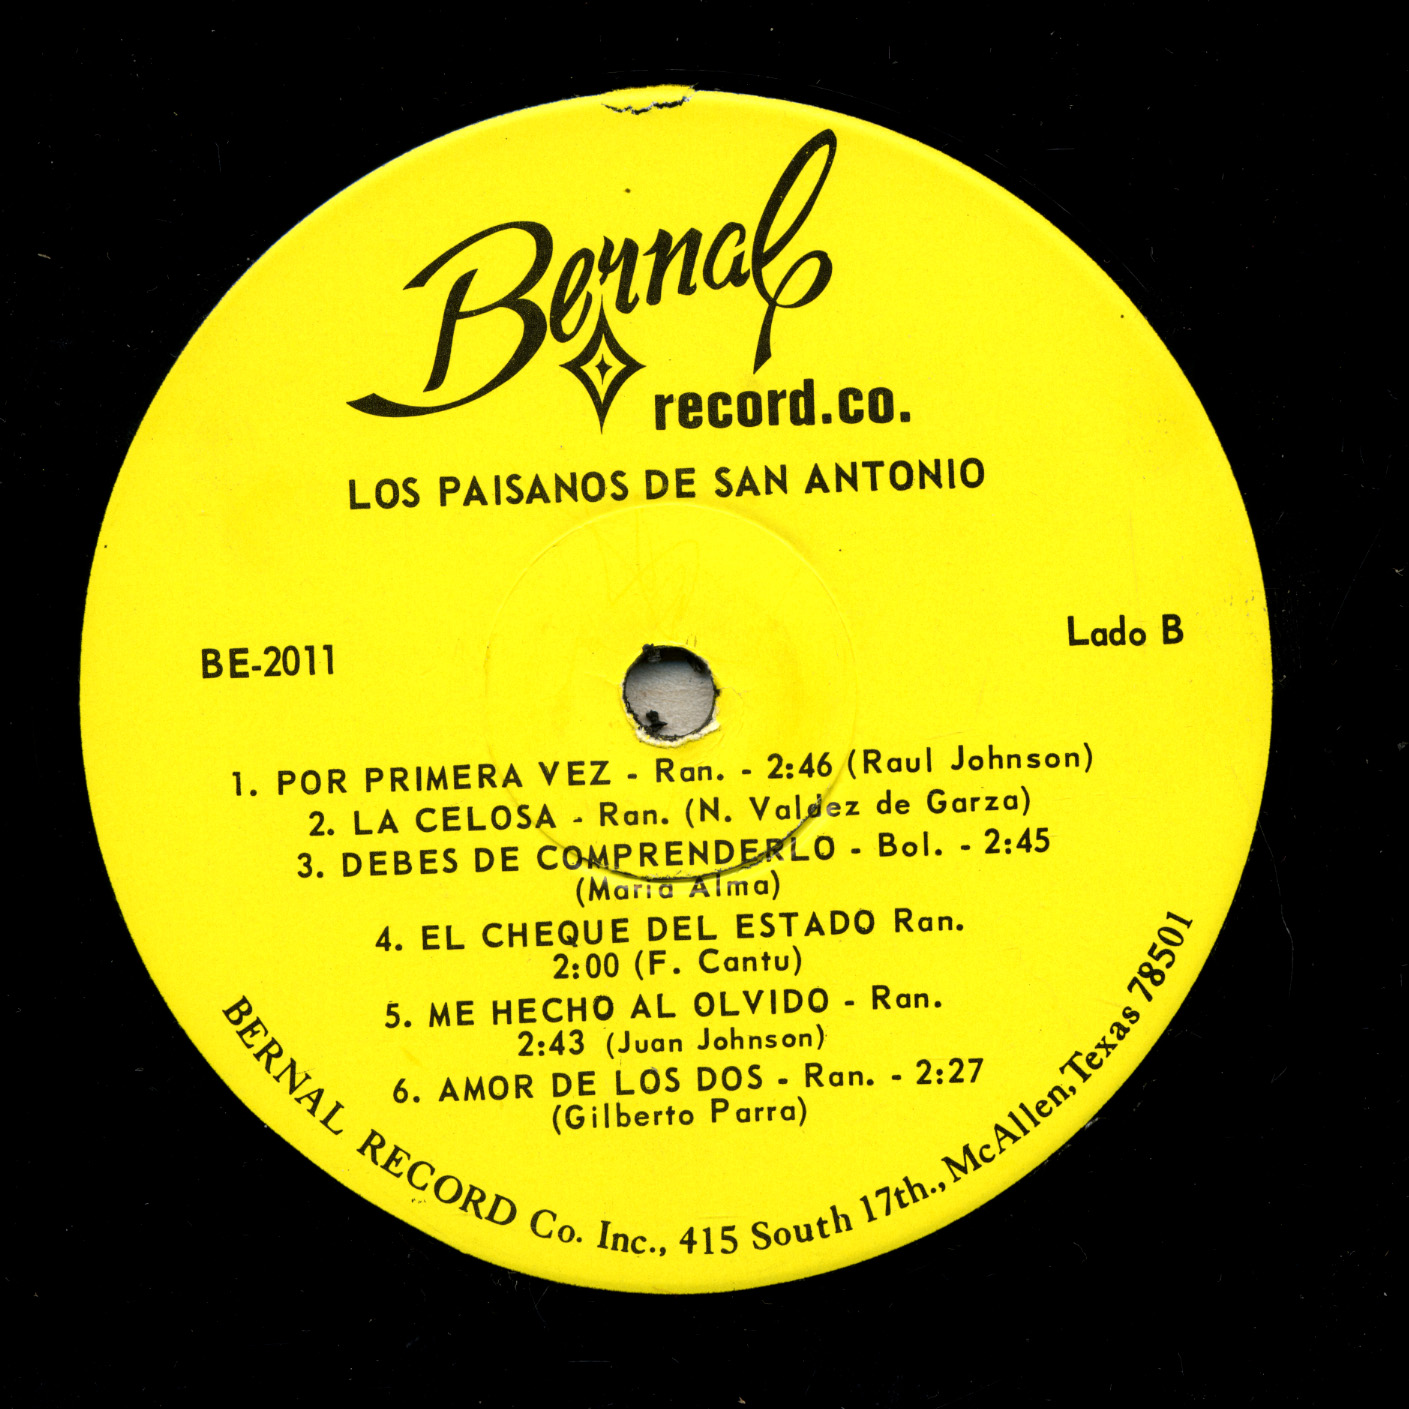 Bernal
record.co.
LOS PAISANOS DE SAN ANTONIO
BE-2011
Lado B
1. POR PRIMERA VEZ - Ran. - 2:46 (Raul Johnson)
2. LA CELOSA - Ran. (N. Valdez de Garza)
3. DEBES DE COMPRENDERLO - Bol. - 2:45
(Maria Alma)
4. EL CHEQUE DEL ESTADO Ran.
2:00 (F. Cantu)
5. ME HECHO AL OLVIDO - Ran.
2:43 (Juan Johnson)
6. AMOR DE LOS DOS - Ran. - 2:27
(Gilberto Parra)
BERNAL RECORD Co. Inc., 415 South 17th., McAllen, Texas 78501